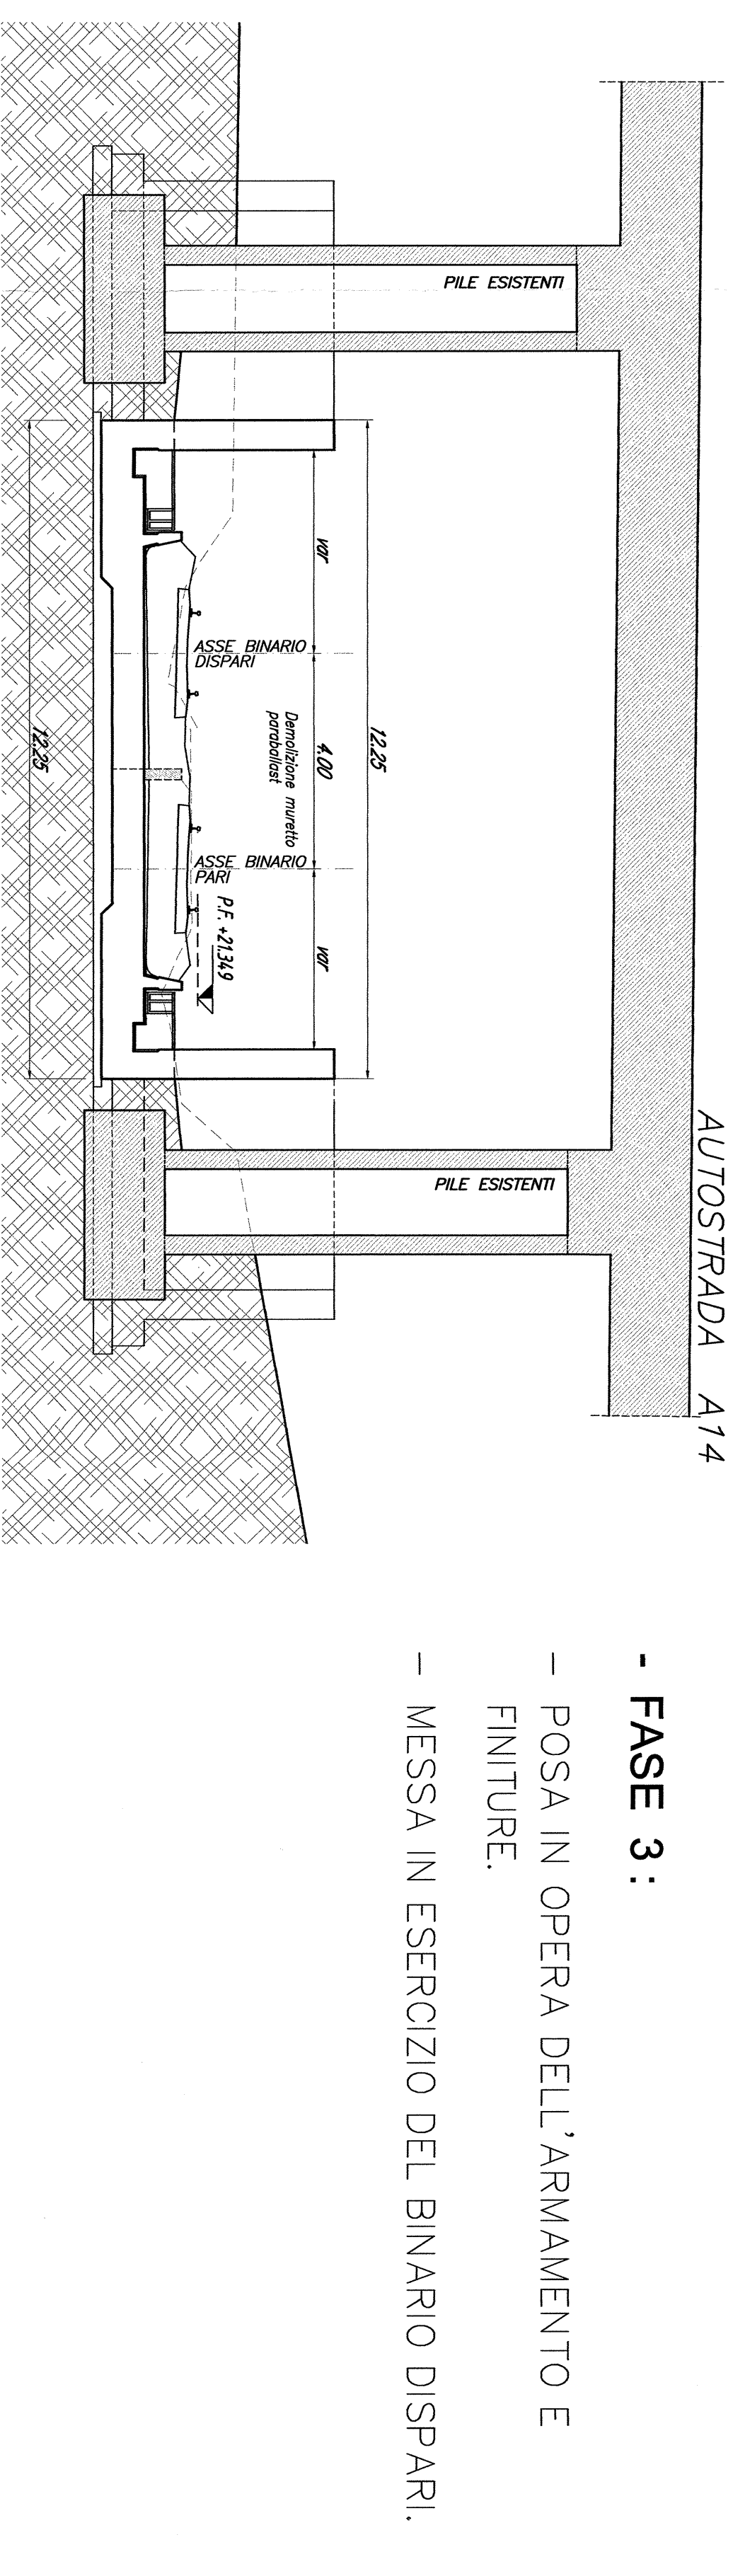 AUTOSTRADA A14
PILE ESISTENTI
PILE ESISTENTI
12.25
var
4.00
var
Demolizione muretto
paraballast
ASSE BINARIO
DISPARI
ASSE BINARIO
PARI
P.F. +21.349
12.25
- FASE 3 :
- POSA IN OPERA DELL'ARMAMENTO E
FINITURE.
- MESSA IN ESERCIZIO DEL BINARIO DISPARI.